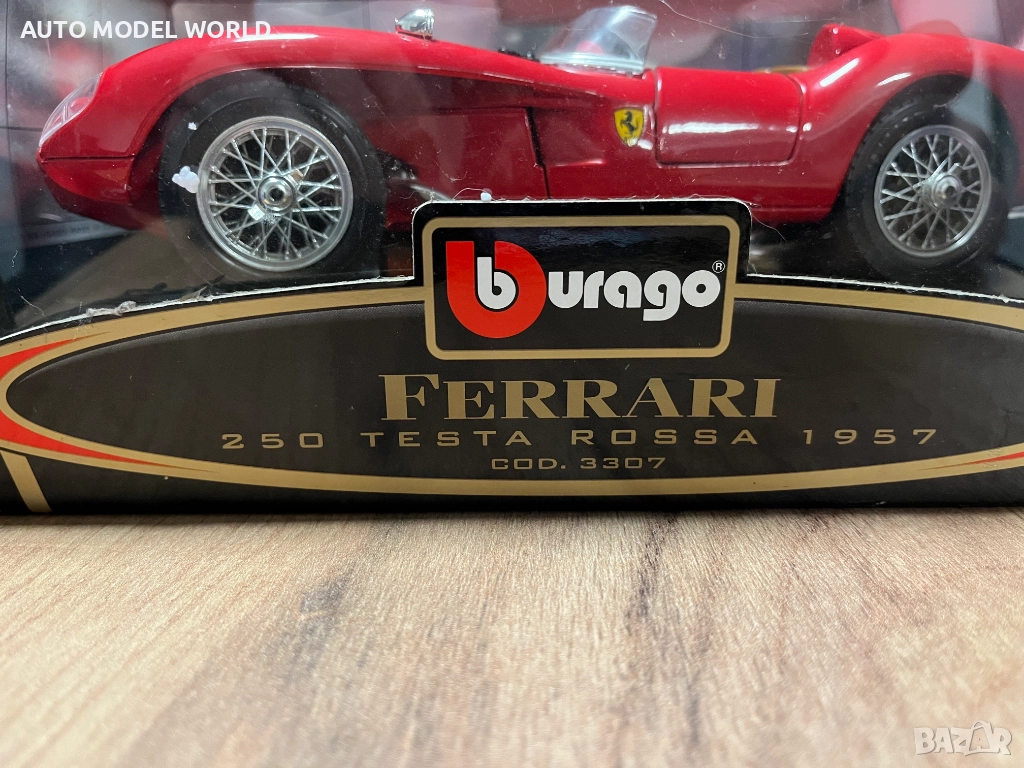 AUTO MODEL WORLD
burago®
FERRARI
250 TESTA ROSSA 1957
COD. 3307
BAZAR